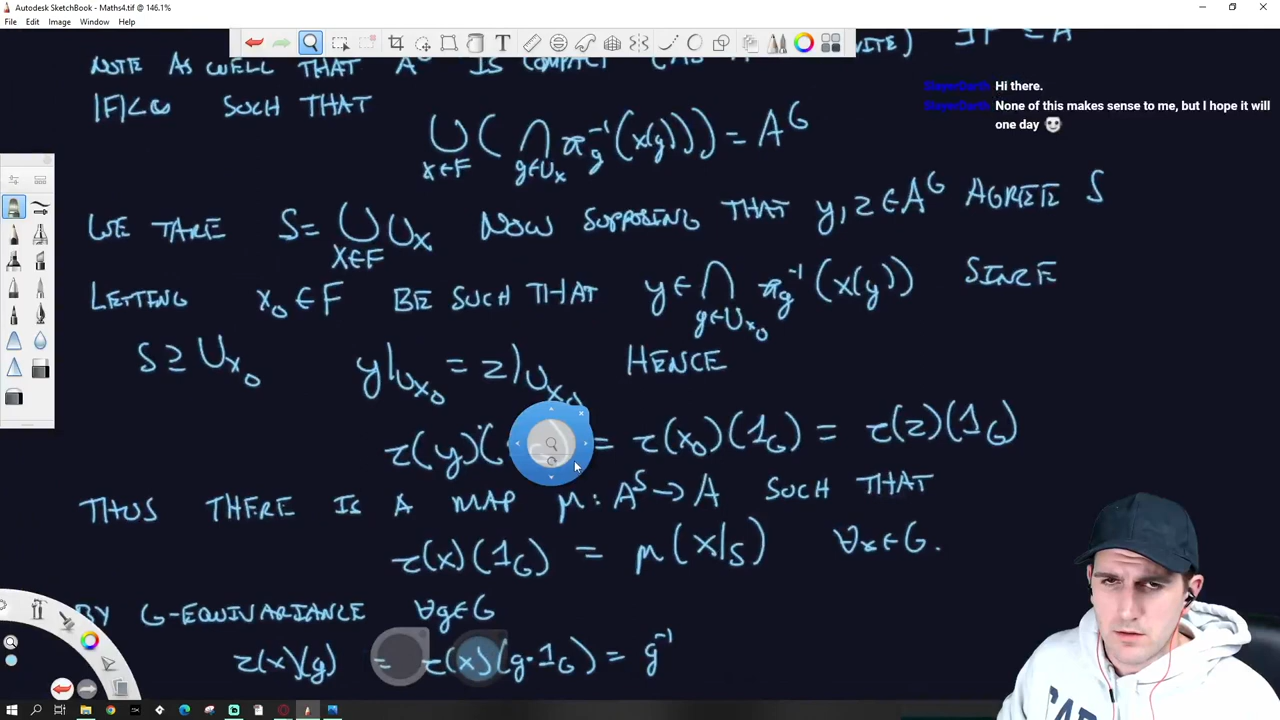 Autodesk SketchBook - Maths4.tif @ 146.1%
File Edit Image Window Help
NOTE AS WELL THAT A IS COMPACT
|F|<∞ SUCH THAT
⋃_{x∈F} ( ⋂_{g∈U_x} π_g^{-1}(x(g)) ) = A^G
WE TAKE S = ⋃_{x∈F} U_x NOW SUPPOSING THAT y, z ∈ A^G AGREE S
LETTING x_0 ∈ F BE SUCH THAT y ∈ ⋂_{g∈U_{x_0}} π_g^{-1}(x(g)) SINCE
S ⊇ U_{x_0} y|_{U_{x_0}} = z|_{U_{x_0}} HENCE
τ(y)( = τ(x_0)(1_G) = τ(z)(1_G)
THUS THERE IS A MAP μ: A^S → A SUCH THAT
τ(x)(1_G) = μ(x|_S) ∀x∈G.
BY G-EQUIVARIANCE ∀g∈G
τ(x)(g) = τ(x)(g·1_G) = g^{-1}
SlayerDarth Hi there.
SlayerDarth None of this makes sense to me, but I hope it will
one day